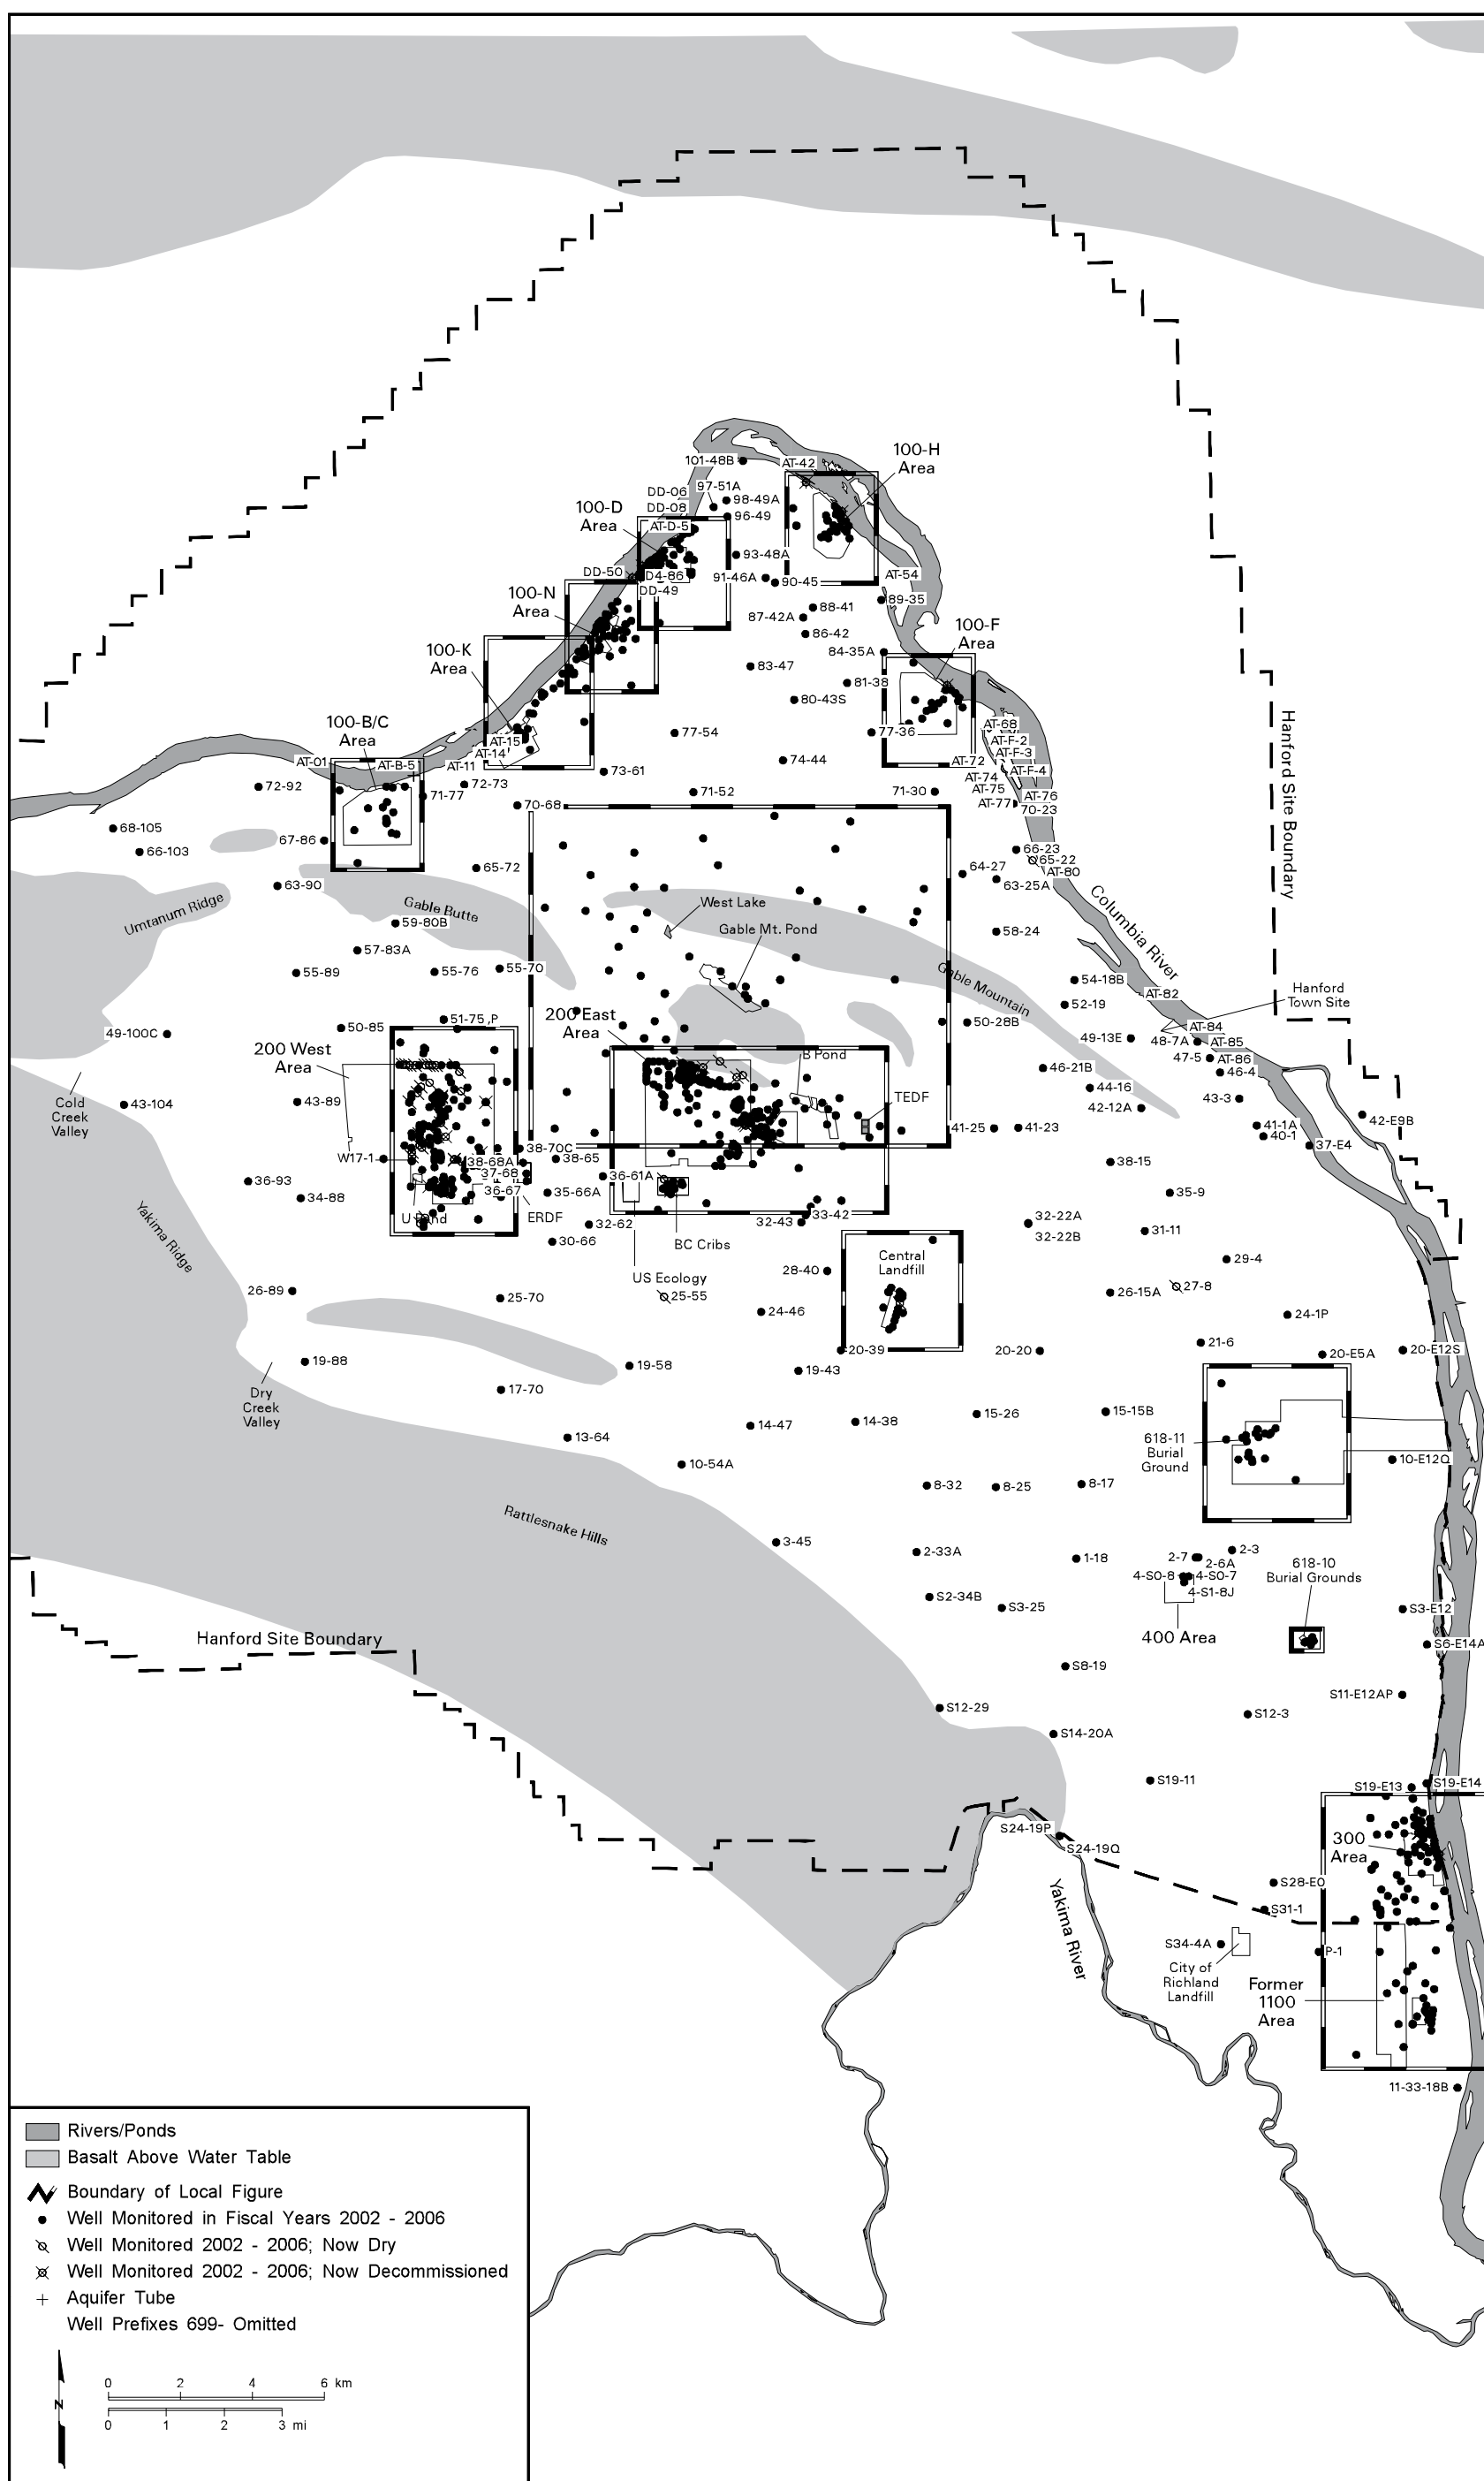 100-H
Area
101-48B
AT-42
97-51A
DD-06
98-49A
DD-08
100-D
Area
96-49
AT-D-5
93-48A
DD-50
D4-86
91-46A
90-45
AT-54
DD-49
100-N
Area
89-35
88-41
87-42A
86-42
100-F
Area
84-35A
100-K
Area
83-47
81-38
80-43S
100-B/C
Area
77-54
77-36
AT-68
AT-F-2
AT-15
AT-14
AT-F-3
AT-01
AT-B-5
AT-11
74-44
AT-72
AT-F-4
73-61
AT-74
72-92
72-73
AT-75
71-77
71-52
71-30
AT-76
70-68
AT-77
70-23
Hanford Site Boundary
68-105
67-86
66-103
66-23
65-22
65-72
64-27
AT-80
63-90
63-25A
Umtanum Ridge
Gable Butte
West Lake
Columbia River
59-80B
Gable Mt. Pond
58-24
57-83A
55-89
55-76
55-70
Gable Mountain
54-18B
AT-82
Hanford
Town Site
52-19
200 East
Area
51-75 ,P
50-85
50-28B
AT-84
49-100C
49-13E
48-7A
AT-85
200 West
Area
B Pond
47-5
AT-86
46-21B
46-4
44-16
TEDF
43-3
Cold
Creek
Valley
43-104
43-89
42-12A
42-E9B
41-25
41-23
41-1A
40-1
37-E4
38-70C
W17-1
38-68A
38-65
38-15
37-68
36-61A
36-93
34-88
36-67
35-66A
35-9
ERDF
33-42
32-62
32-43
32-22A
32-22B
31-11
Yakima Ridge
30-66
BC Cribs
Central
Landfill
29-4
28-40
US Ecology
27-8
26-89
25-70
25-55
26-15A
24-46
24-1P
21-6
20-39
20-20
20-E5A
20-E12S
19-88
19-58
19-43
Dry
Creek
Valley
17-70
15-26
15-15B
14-47
14-38
13-64
618-11
Burial
Ground
10-54A
10-E12Q
8-32
8-25
8-17
Rattlesnake Hills
3-45
2-33A
1-18
2-7
2-3
2-6A
618-10
Burial Grounds
4-S0-8
4-S0-7
4-S1-8J
S2-34B
S3-25
S3-E12
400 Area
Hanford Site Boundary
S6-E14A
S8-19
S11-E12AP
S12-29
S12-3
S14-20A
S19-11
S19-E13
S19-E14
S24-19P
S24-19Q
300
Area
Yakima River
S28-E0
S31-1
S34-4A
P-1
City of
Richland
Landfill
Former
1100
Area
11-33-18B
Rivers/Ponds
Basalt Above Water Table
Boundary of Local Figure
Well Monitored in Fiscal Years 2002 - 2006
Well Monitored 2002 - 2006; Now Dry
Well Monitored 2002 - 2006; Now Decommissioned
Aquifer Tube
Well Prefixes 699- Omitted
N
0 2 4 6 km
0 1 2 3 mi